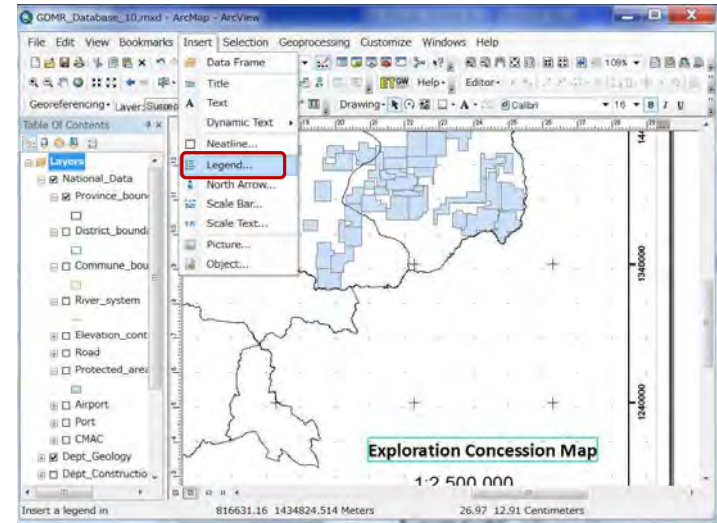 GDMR_Database_10.mxd - ArcMap - ArcView
File Edit View Bookmarks Insert Selection Geoprocessing Customize Windows Help
109%
Help Editor
Georeferencing Layer:
Drawing A Calibri 16 B I U
Table Of Contents
Layers
National_Data
Province_boun
District_bounda
Commune_bou
River_system
Elevation_cont
Road
Protected_area
Airport
Port
CMAC
Dept_Geology
Dept_Constructio
Data Frame
Title
Text
Dynamic Text
Neatline...
Legend...
North Arrow...
Scale Bar...
Scale Text...
Picture...
Object...
1340000
1240000
Exploration Concession Map
1:2,500,000
Insert a legend in
816631.16 1434824.514 Meters
26.97 12.91 Centimeters